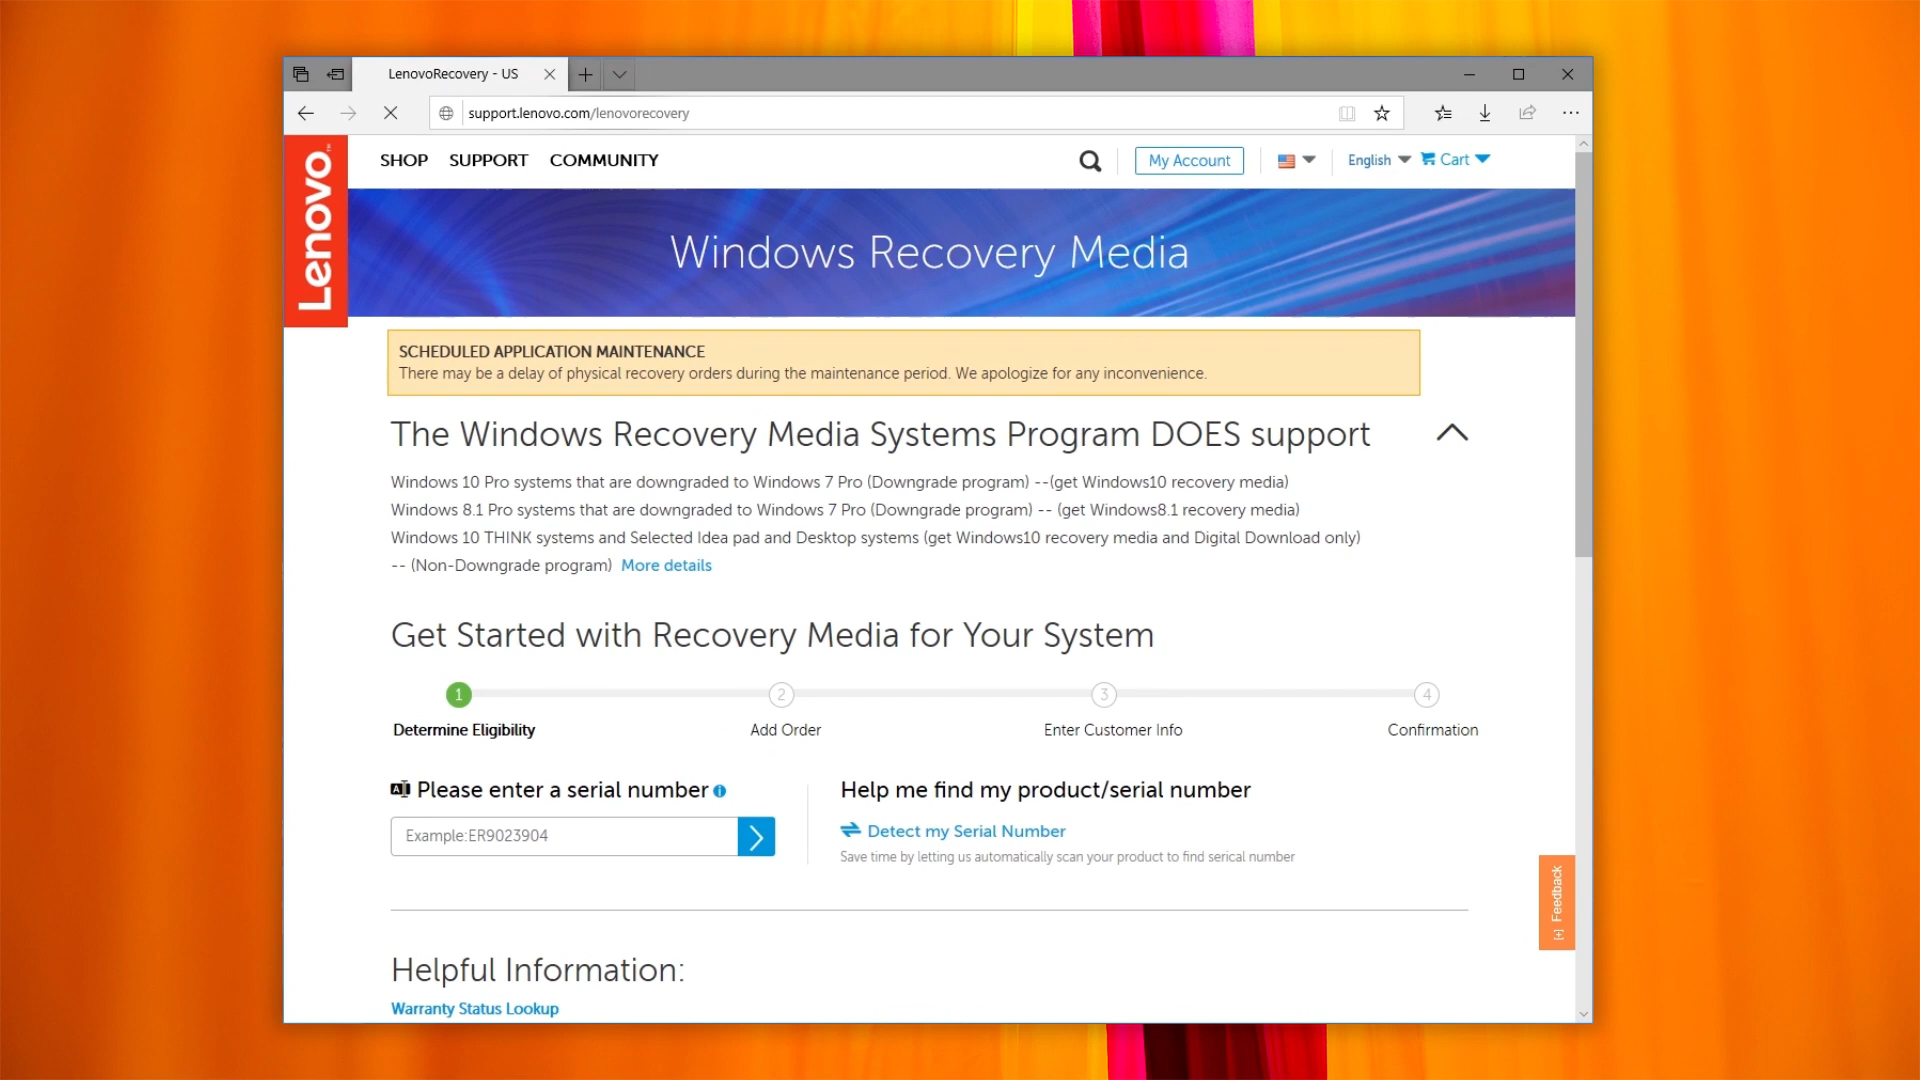 LenovoRecovery - US
support.lenovo.com/lenovorecovery
Lenovo™
SHOP SUPPORT COMMUNITY
My Account
English
Cart
Windows Recovery Media
SCHEDULED APPLICATION MAINTENANCE
There may be a delay of physical recovery orders during the maintenance period. We apologize for any inconvenience.
The Windows Recovery Media Systems Program DOES support
Windows 10 Pro systems that are downgraded to Windows 7 Pro (Downgrade program) --(get Windows10 recovery media)
Windows 8.1 Pro systems that are downgraded to Windows 7 Pro (Downgrade program) -- (get Windows8.1 recovery media)
Windows 10 THINK systems and Selected Idea pad and Desktop systems (get Windows10 recovery media and Digital Download only)
-- (Non-Downgrade program) More details
Get Started with Recovery Media for Your System
1 2 3 4
Determine Eligibility Add Order Enter Customer Info Confirmation
Please enter a serial number
Example:ER9023904
Help me find my product/serial number
Detect my Serial Number
Save time by letting us automatically scan your product to find serical number
[+] Feedback
Helpful Information:
Warranty Status Lookup